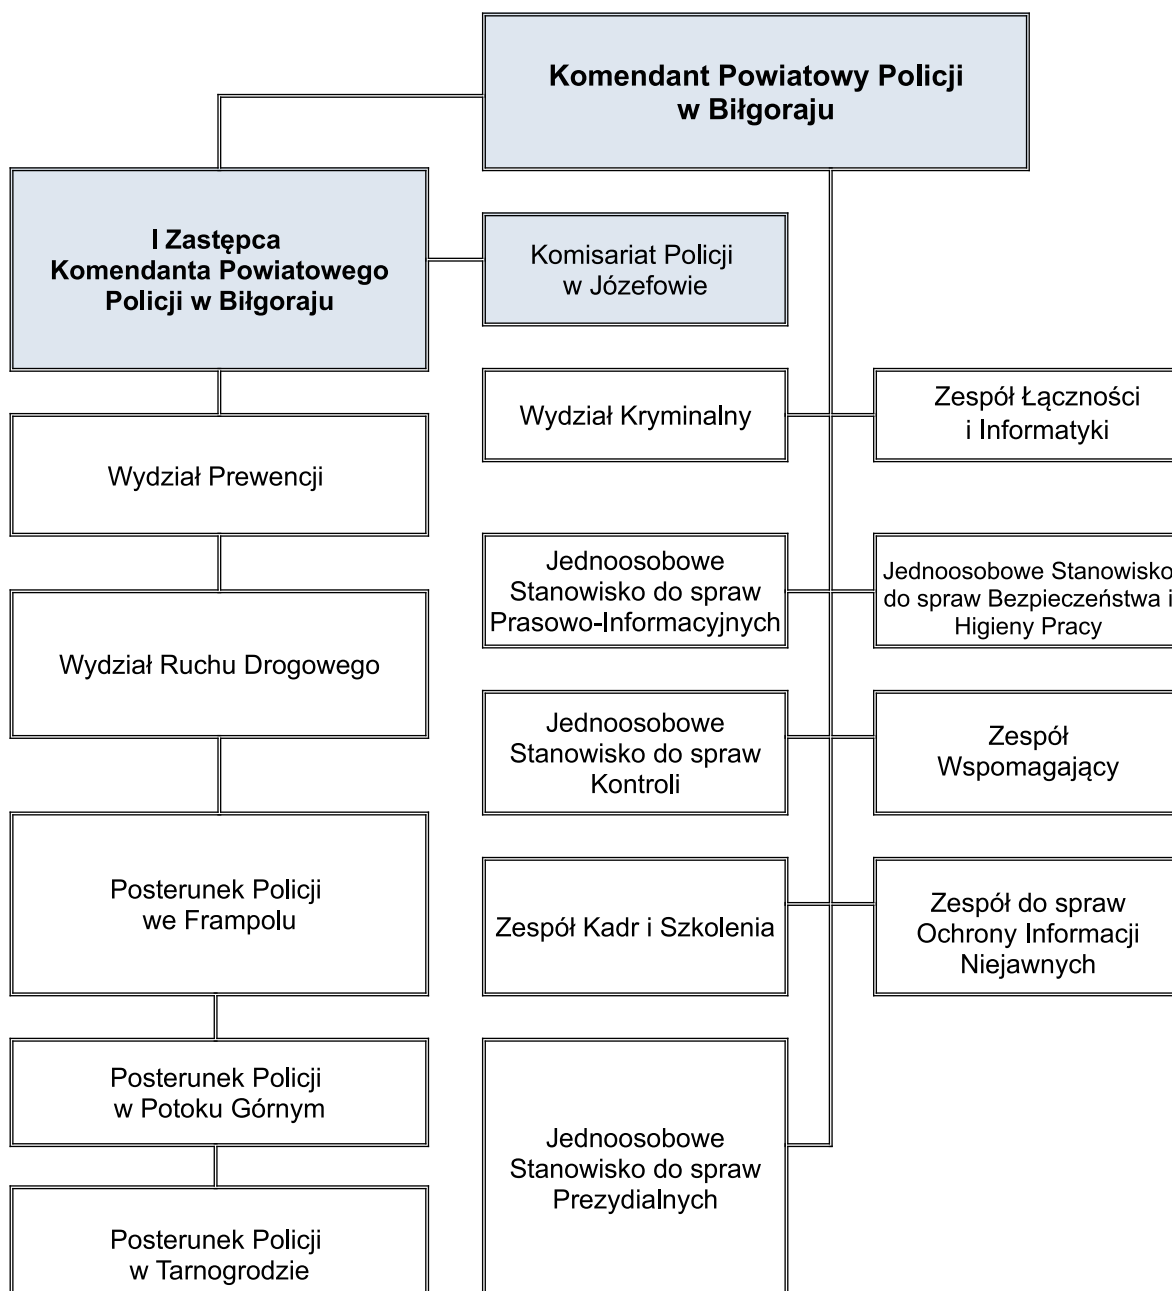 Komendant Powiatowy Policji
w Biłgoraju
I Zastępca
Komendanta Powiatowego
Policji w Biłgoraju
Komisariat Policji
w Józefowie
Wydział Kryminalny
Zespół Łączności
i Informatyki
Wydział Prewencji
Jednoosobowe
Stanowisko do spraw
Prasowo-Informacyjnych
Jednoosobowe Stanowisko
do spraw Bezpieczeństwa i
Higieny Pracy
Wydział Ruchu Drogowego
Jednoosobowe
Stanowisko do spraw
Kontroli
Zespół
Wspomagający
Posterunek Policji
we Frampolu
Zespół Kadr i Szkolenia
Zespół do spraw
Ochrony Informacji
Niejawnych
Posterunek Policji
w Potoku Górnym
Jednoosobowe
Stanowisko do spraw
Prezydialnych
Posterunek Policji
w Tarnogrodzie